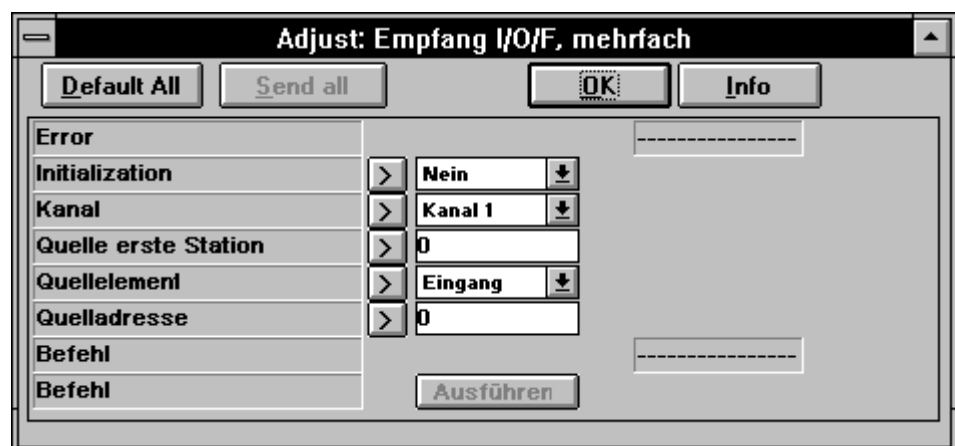 Adjust: Empfang I/O/F, mehrfach
Default All Send all OK Info
Error ----------------
Initialization > Nein
Kanal > Kanal 1
Quelle erste Station > 0
Quellelement > Eingang
Quelladresse > 0
Befehl ----------------
Befehl Ausführen